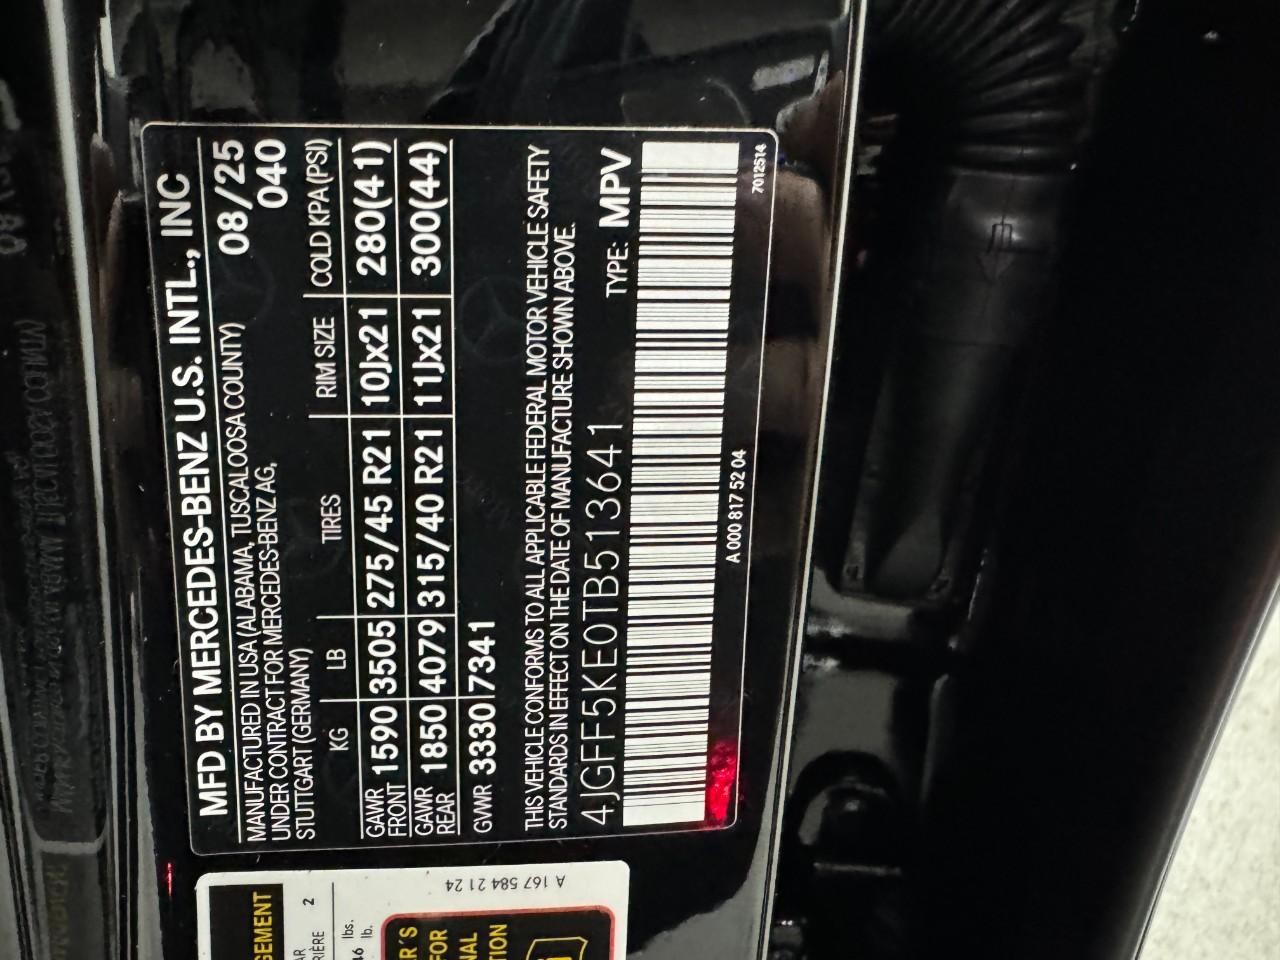 MFD BY MERCEDES-BENZ U.S. INTL., INC
MANUFACTURED IN USA (ALABAMA, TUSCALOOSA COUNTY) 08/25
UNDER CONTRACT FOR MERCEDES-BENZ AG, 040
STUTTGART (GERMANY)
KG LB TIRES RIM SIZE COLD KPA(PSI)
GAWR FRONT 1590 3505 275/45 R21 10Jx21 280(41)
GAWR REAR 1850 4079 315/40 R21 11Jx21 300(44)
GVWR 3330 7341
THIS VEHICLE CONFORMS TO ALL APPLICABLE FEDERAL MOTOR VEHICLE SAFETY
STANDARDS IN EFFECT ON THE DATE OF MANUFACTURE SHOWN ABOVE.
4JGFF5KE0TB513641 TYPE: MPV
A 000 817 52 04
7012514
A 167 584 21 24
2
lbs.
lb.